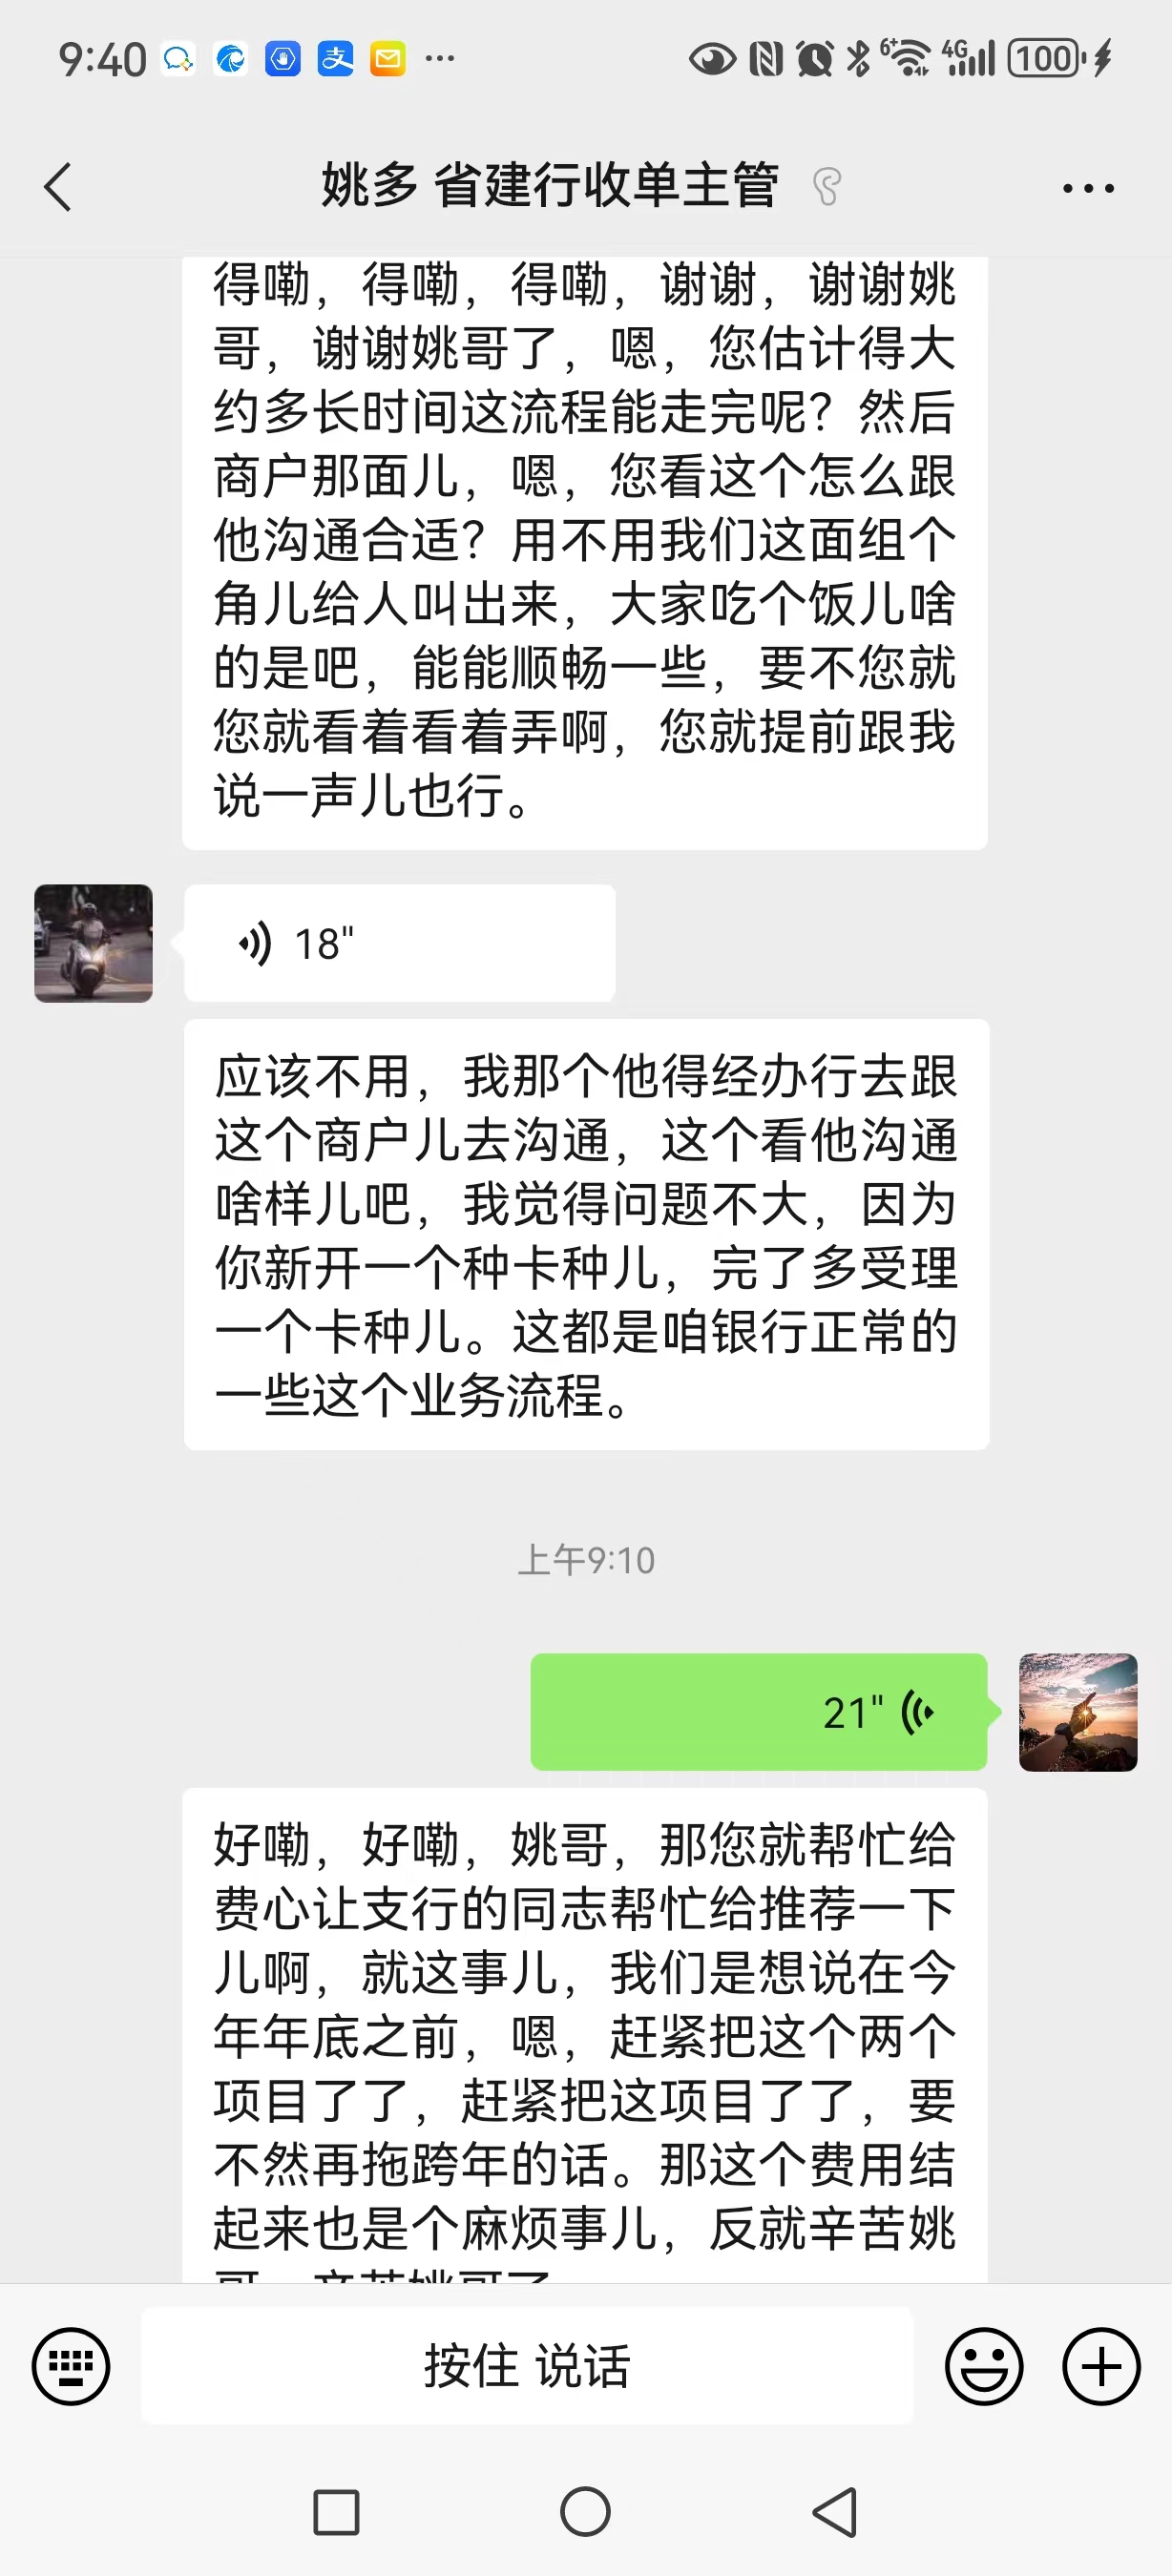 9:40
6+
4G
100
姚多 省建行收单主管
得嘞，得嘞，得嘞，谢谢，谢谢姚
哥，谢谢姚哥了，嗯，您估计得大
约多长时间这流程能走完呢？然后
商户那面儿，嗯，您看这个怎么跟
他沟通合适？用不用我们这面组个
角儿给人叫出来，大家吃个饭儿啥
的是吧，能能顺畅一些，要不您就
您就看着看着弄啊，您就提前跟我
说一声儿也行。
18"
应该不用，我那个他得经办行去跟
这个商户儿去沟通，这个看他沟通
啥样儿吧，我觉得问题不大，因为
你新开一个种卡种儿，完了多受理
一个卡种儿。这都是咱银行正常的
一些这个业务流程。
上午9:10
21"
好嘞，好嘞，姚哥，那您就帮忙给
费心让支行的同志帮忙给推荐一下
儿啊，就这事儿，我们是想说在今
年年底之前，嗯，赶紧把这个两个
项目了了，赶紧把这项目了了，要
不然再拖跨年的话。那这个费用结
起来也是个麻烦事儿，反就辛苦姚
哥，辛苦姚哥了
按住 说话